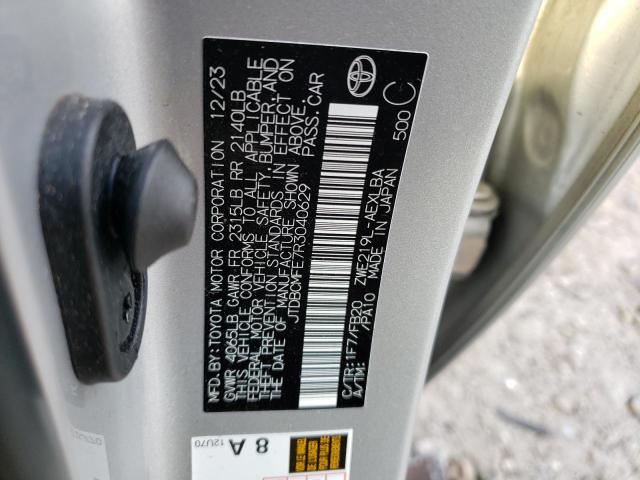 MFD.BY:TOYOTA MOTOR CORPORATION 12/23
GVWR 4065LB GAWR FR 2315LB RR 2140LB
THIS VEHICLE CONFORMS TO ALL APPLICABLE
FEDERAL MOTOR VEHICLE SAFETY, BUMPER, AND
THEFT PREVENTION STANDARDS IN EFFECT ON
THE DATE OF MANUFACTURE SHOWN ABOVE.
JTDBCMFE7R3040629 PASS.CAR
ZWE219L-AEXLBA
C/TR:1F7/FB20 MADE IN JAPAN 500 C
A/TM: /PA10
8 A
12U70